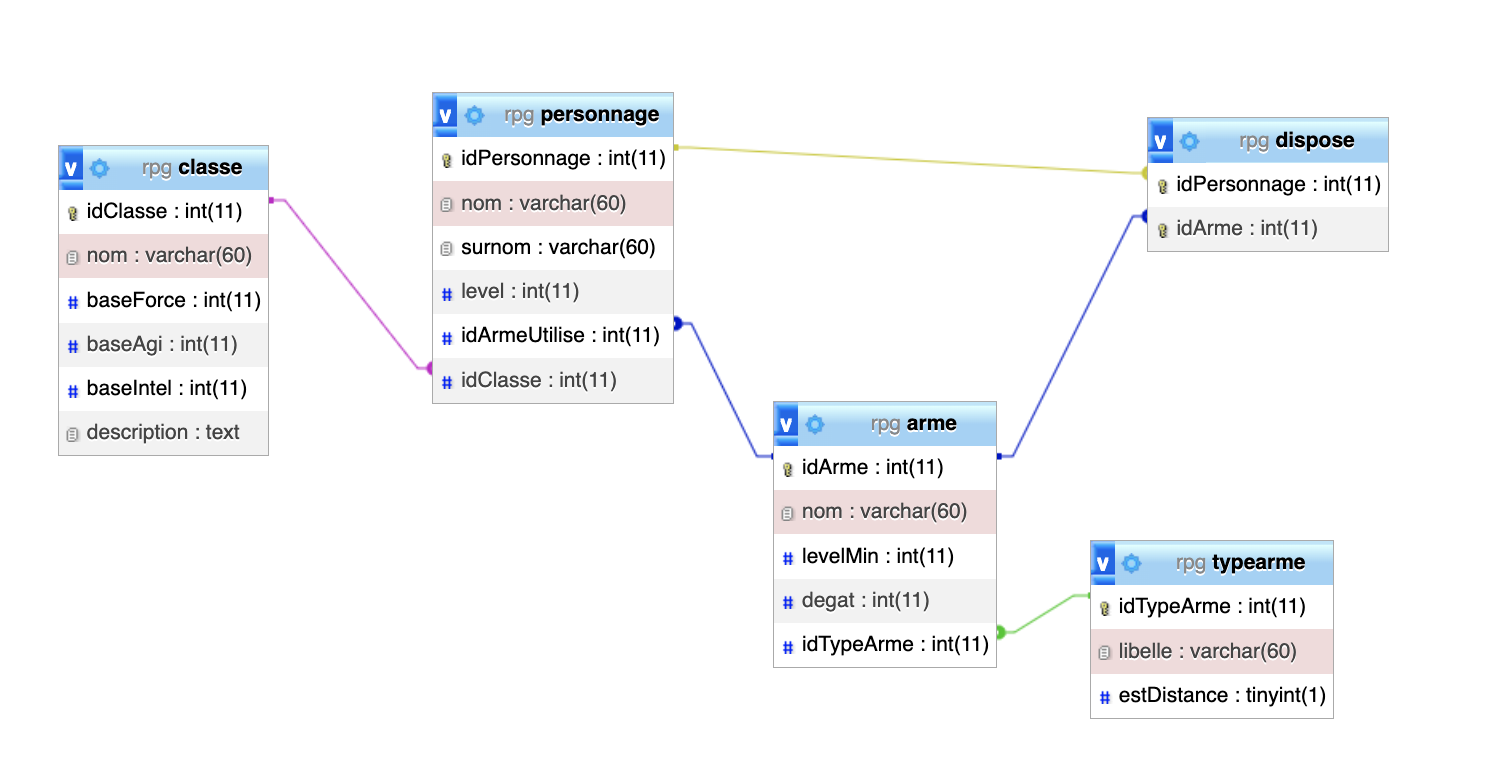 v rpg classe
idClasse : int(11)
nom : varchar(60)
# baseForce : int(11)
# baseAgi : int(11)
# baseIntel : int(11)
description : text
v rpg personnage
idPersonnage : int(11)
nom : varchar(60)
surnom : varchar(60)
# level : int(11)
# idArmeUtilise : int(11)
# idClasse : int(11)
v rpg dispose
idPersonnage : int(11)
idArme : int(11)
v rpg arme
idArme : int(11)
nom : varchar(60)
# levelMin : int(11)
# degat : int(11)
# idTypeArme : int(11)
v rpg typearme
idTypeArme : int(11)
libelle : varchar(60)
# estDistance : tinyint(1)